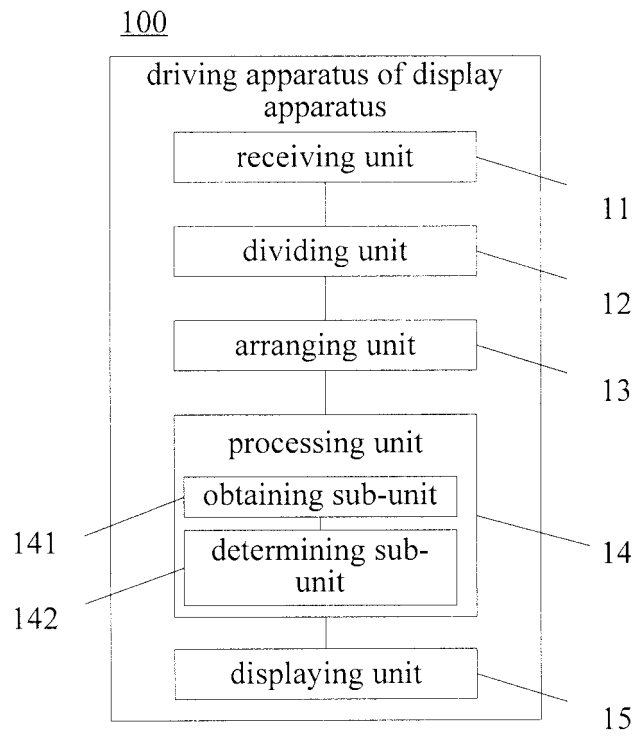 100
driving apparatus of display
apparatus
receiving unit
11
dividing unit
12
arranging unit
13
processing unit
obtaining sub-unit
141
determining sub-
unit
14
142
displaying unit
15